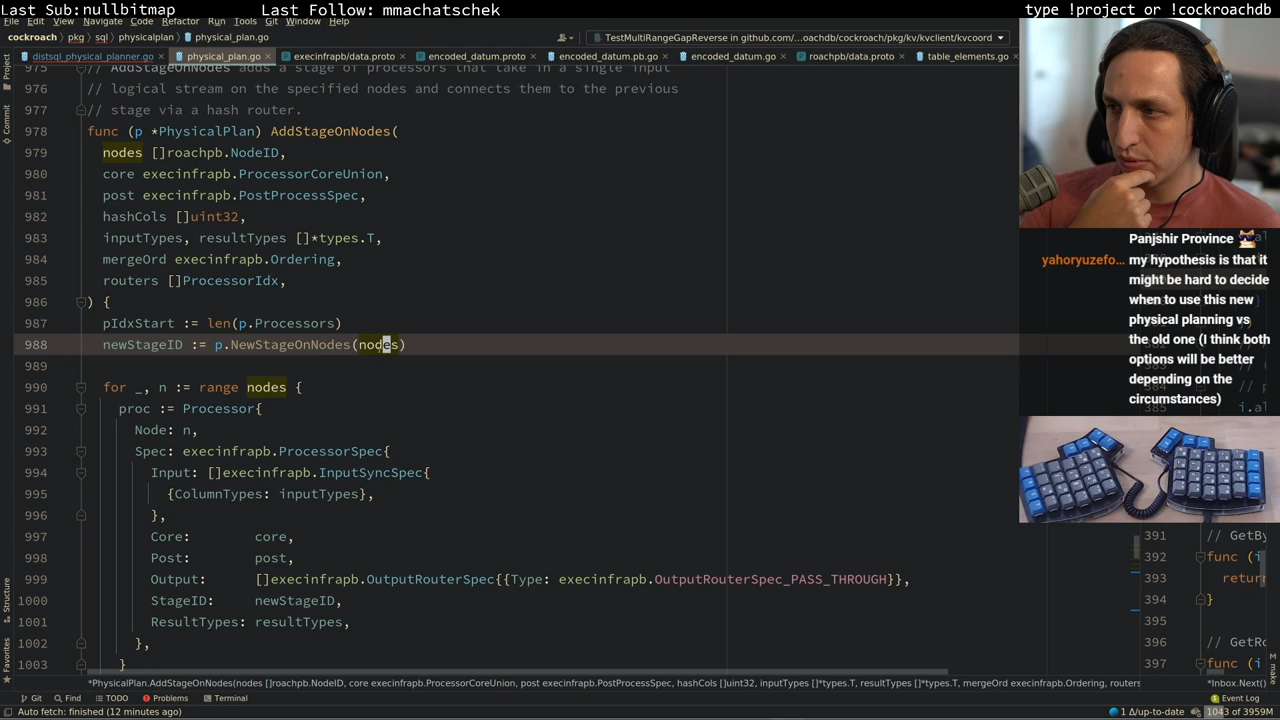 Last Sub: nullbitmap
Last Follow: mmachatschek
type !project or !cockroachdb
File Edit View Navigate Code Refactor Run Tools Git Window Help
cockroach pkg sql physicalplan physical_plan.go
TestMultiRangeGapReverse in github/c...oachdb/cockroach/pkg/kv/kvclient/kvcoord
distsql_physical_planner.go physical_plan.go execinfrapb/data.proto encoded_datum.proto encoded_datum.pb.go encoded_datum.go roachpb/data.proto table_elements.go
975 // AddStageOnNodes adds a stage of processors that take in a single input
976 // logical stream on the specified nodes and connects them to the previous
977 // stage via a hash router.
978 func (p *PhysicalPlan) AddStageOnNodes(
979 nodes []roachpb.NodeID,
980 core execinfrapb.ProcessorCoreUnion,
981 post execinfrapb.PostProcessSpec,
982 hashCols []uint32,
983 inputTypes, resultTypes []*types.T,
984 mergeOrd execinfrapb.Ordering,
985 routers []ProcessorIdx,
986 ) {
987 pIdxStart := len(p.Processors)
988 newStageID := p.NewStageOnNodes(nodes)
989
990 for _, n := range nodes {
991 proc := Processor{
992 Node: n,
993 Spec: execinfrapb.ProcessorSpec{
994 Input: []execinfrapb.InputSyncSpec{
995 {ColumnTypes: inputTypes},
996 },
997 Core: core,
998 Post: post,
999 Output: []execinfrapb.OutputRouterSpec{{Type: execinfrapb.OutputRouterSpec_PASS_THROUGH}},
1000 StageID: newStageID,
1001 ResultTypes: resultTypes,
1002 },
1003 }
Panjshir Province
yahoryuzefo… my hypothesis is that it
might be hard to decide
when to use this new
physical planning vs
the old one (I think both
options will be better
depending on the
circumstances)
391 // GetBy
392 func (i
393 retur
394 }
395
396 // GetRo
397 func (i
*PhysicalPlan.AddStageOnNodes(nodes []roachpb.NodeID, core execinfrapb.ProcessorCoreUnion, post execinfrapb.PostProcessSpec, hashCols []uint32, inputTypes []*types.T, resultTypes []*types.T, mergeOrd execinfrapb.Ordering, routers
*Inbox.Next()
Project
Commit
Structure
Favorites
make
Git Find TODO Problems Terminal
Event Log
Auto fetch: finished (12 minutes ago)
1 Δ/up-to-date
1043 of 3959M